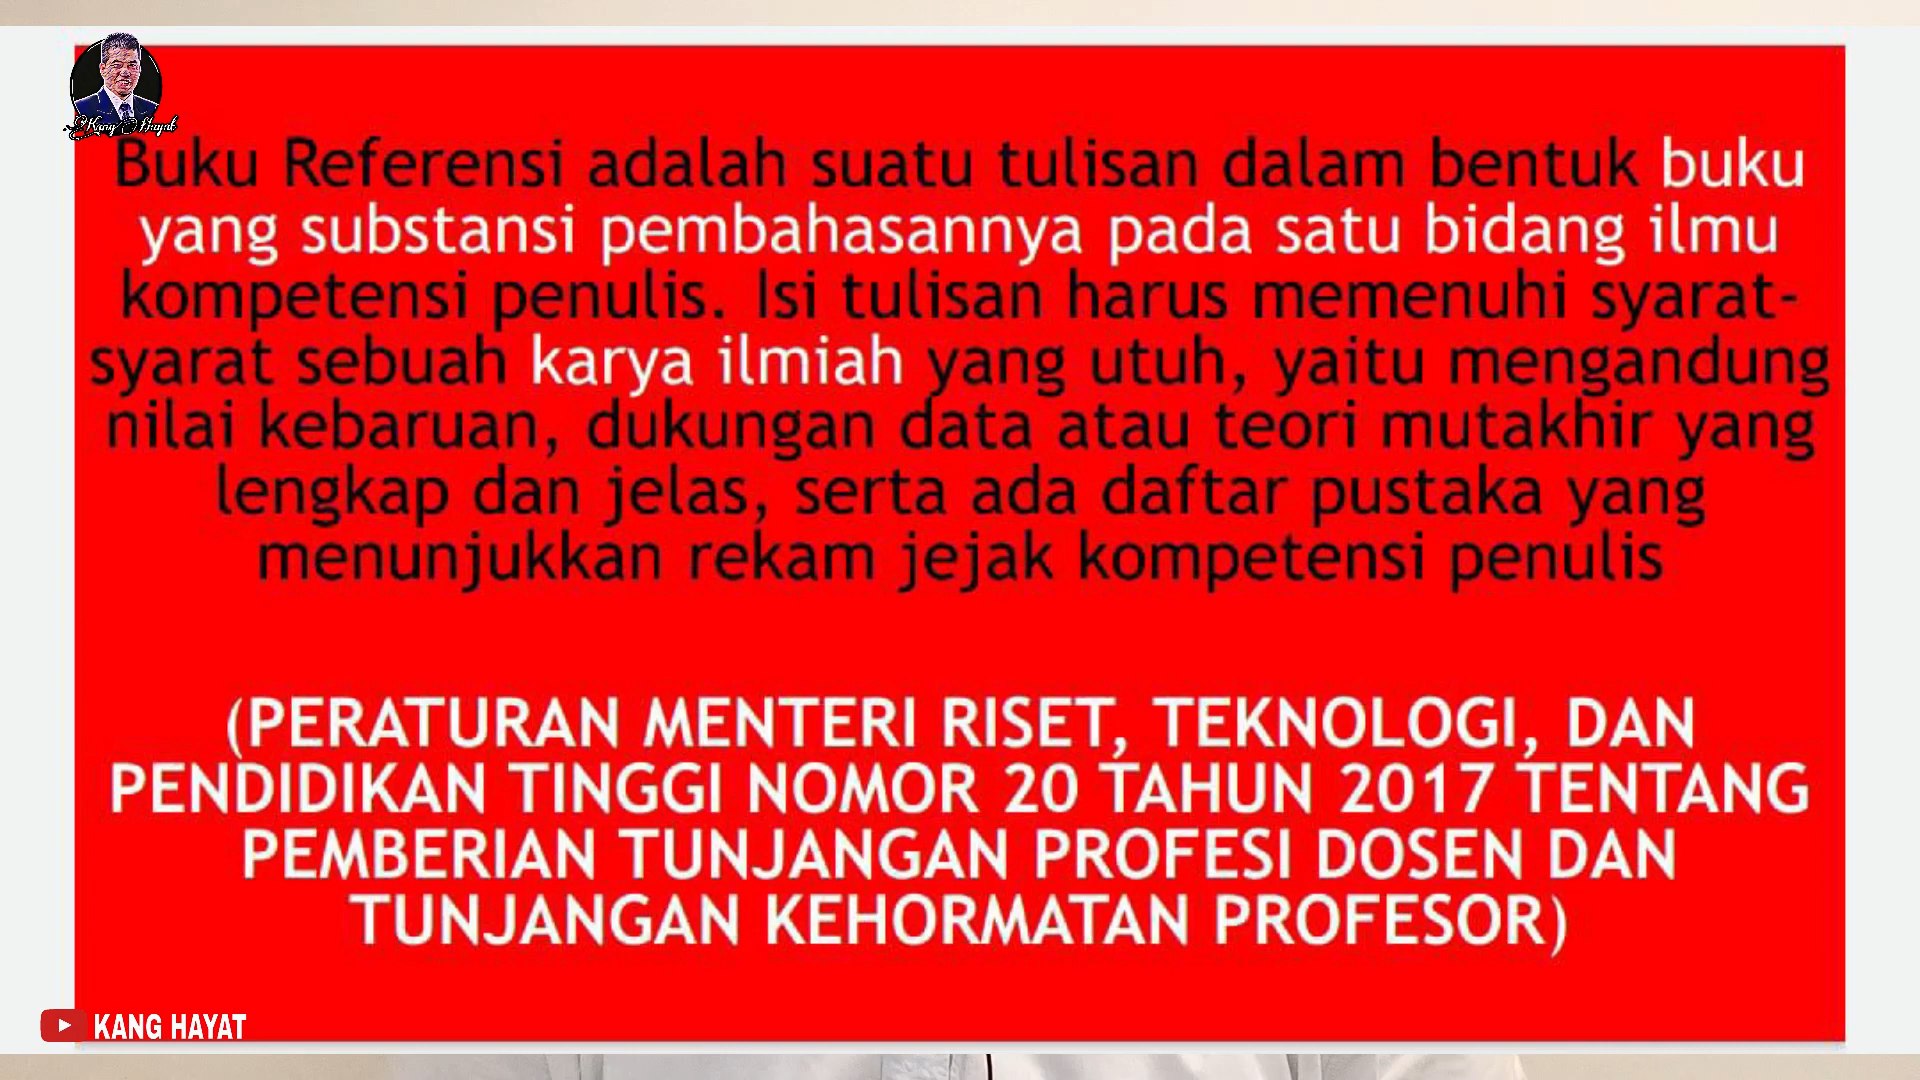 Kang Hayat
Buku Referensi adalah suatu tulisan dalam bentuk buku
yang substansi pembahasannya pada satu bidang ilmu
kompetensi penulis. Isi tulisan harus memenuhi syarat-
syarat sebuah karya ilmiah yang utuh, yaitu mengandung
nilai kebaruan, dukungan data atau teori mutakhir yang
lengkap dan jelas, serta ada daftar pustaka yang
menunjukkan rekam jejak kompetensi penulis
(PERATURAN MENTERI RISET, TEKNOLOGI, DAN
PENDIDIKAN TINGGI NOMOR 20 TAHUN 2017 TENTANG
PEMBERIAN TUNJANGAN PROFESI DOSEN DAN
TUNJANGAN KEHORMATAN PROFESOR)
KANG HAYAT